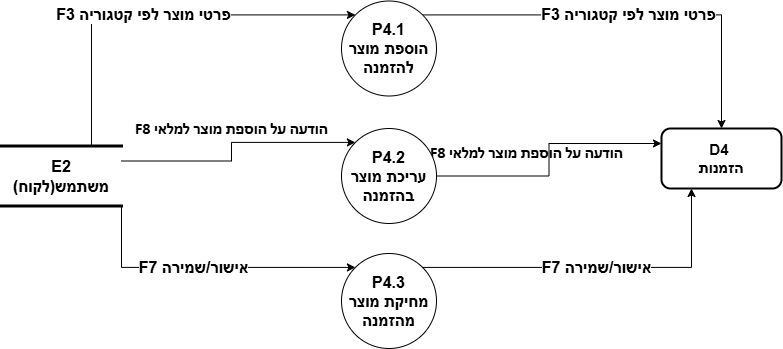 F3 פרטי מוצר לפי קטגוריה
P4.1
הוספת מוצר
להזמנה
F3 פרטי מוצר לפי קטגוריה
הודעה על הוספת מוצר למלאי F8
E2
משתמש(לקוח)
P4.2
עריכת מוצר
בהזמנה
הודעה על הוספת מוצר למלאי F8
D4
הזמנות
אישור/שמירה F7
P4.3
מחיקת מוצר
מהזמנה
אישור/שמירה F7